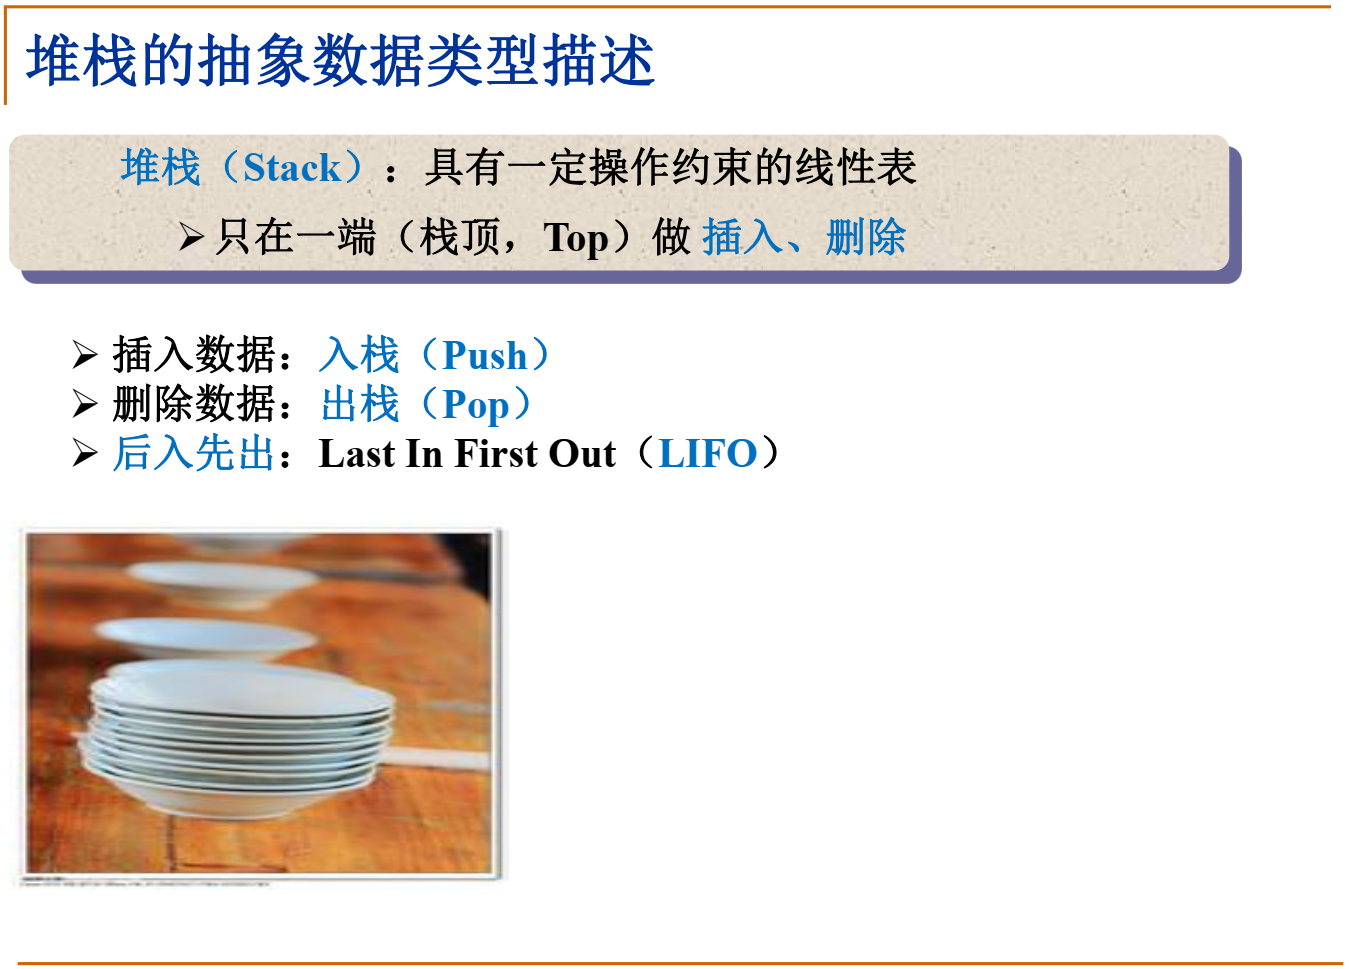 堆栈的抽象数据类型描述
堆栈（Stack）：具有一定操作约束的线性表
➢只在一端（栈顶，Top）做 插入、删除
➢ 插入数据：入栈（Push）
➢ 删除数据：出栈（Pop）
➢ 后入先出：Last In First Out（LIFO）